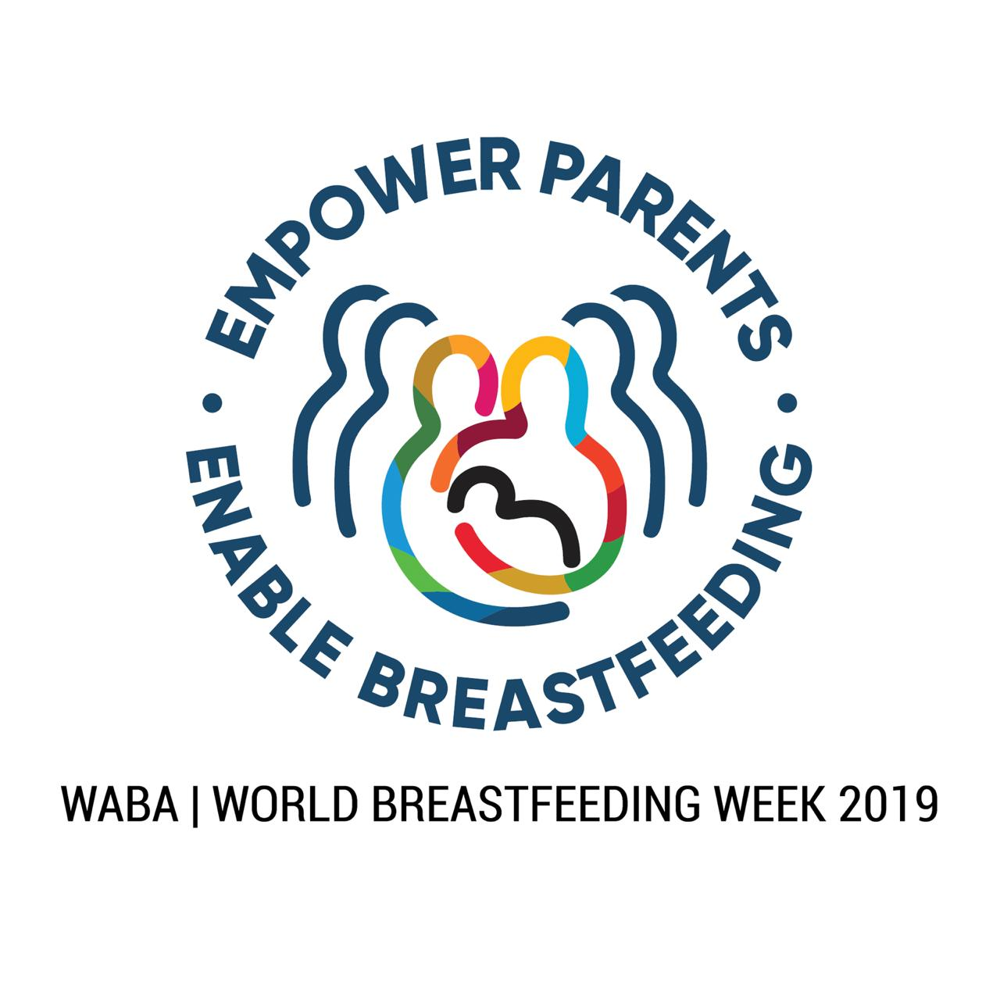 EMPOWER PARENTS
• ENABLE BREASTFEEDING •
WABA | WORLD BREASTFEEDING WEEK 2019